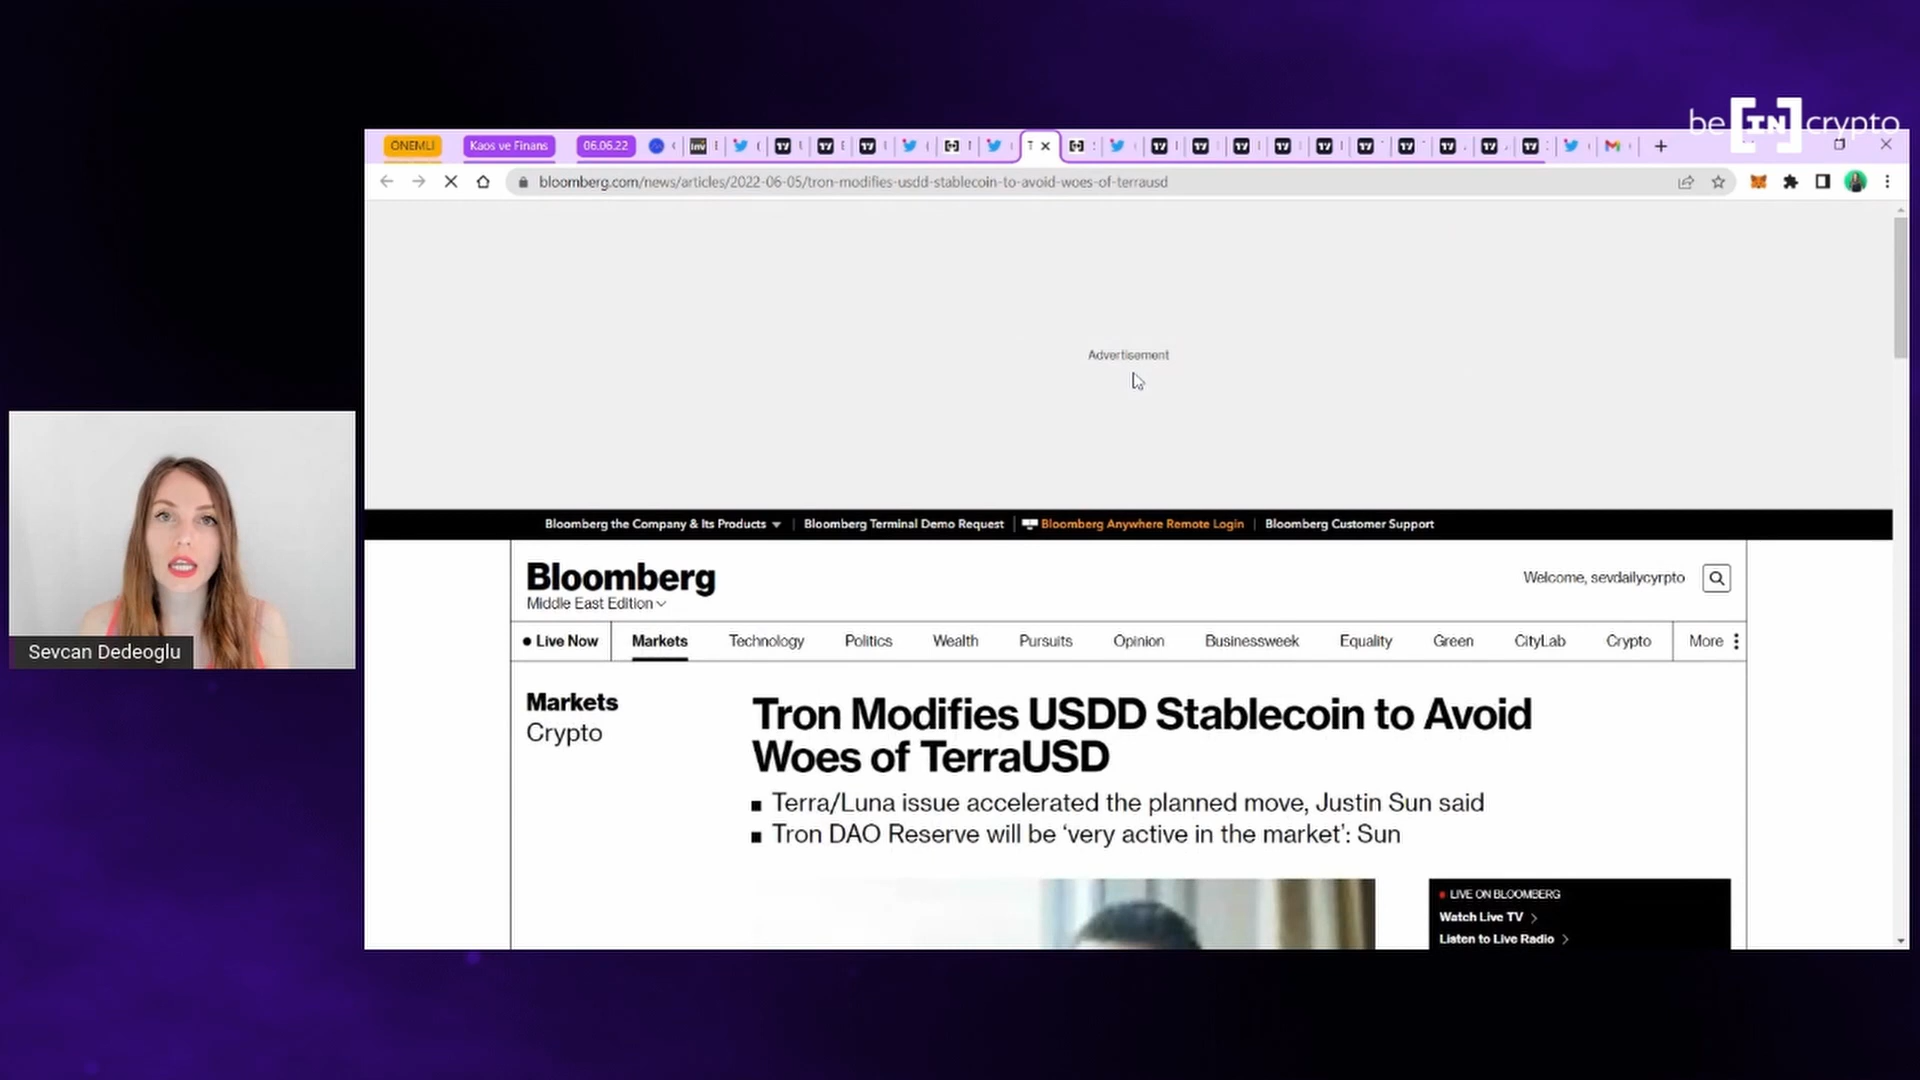 be [IN] crypto
ÖNEMLİ
Kaos ve Finans
06.06.22
bloomberg.com/news/articles/2022-06-05/tron-modifies-usdd-stablecoin-to-avoid-woes-of-terrausd
Advertisement
Bloomberg the Company & Its Products
Bloomberg Terminal Demo Request
Bloomberg Anywhere Remote Login
Bloomberg Customer Support
Bloomberg
Middle East Edition
Welcome, sevdailycyrpto
Live Now
Markets
Technology
Politics
Wealth
Pursuits
Opinion
Businessweek
Equality
Green
CityLab
Crypto
More
Markets
Crypto
Tron Modifies USDD Stablecoin to Avoid
Woes of TerraUSD
Terra/Luna issue accelerated the planned move, Justin Sun said
Tron DAO Reserve will be ‘very active in the market’: Sun
LIVE ON BLOOMBERG
Watch Live TV
Listen to Live Radio
Sevcan Dedeoglu